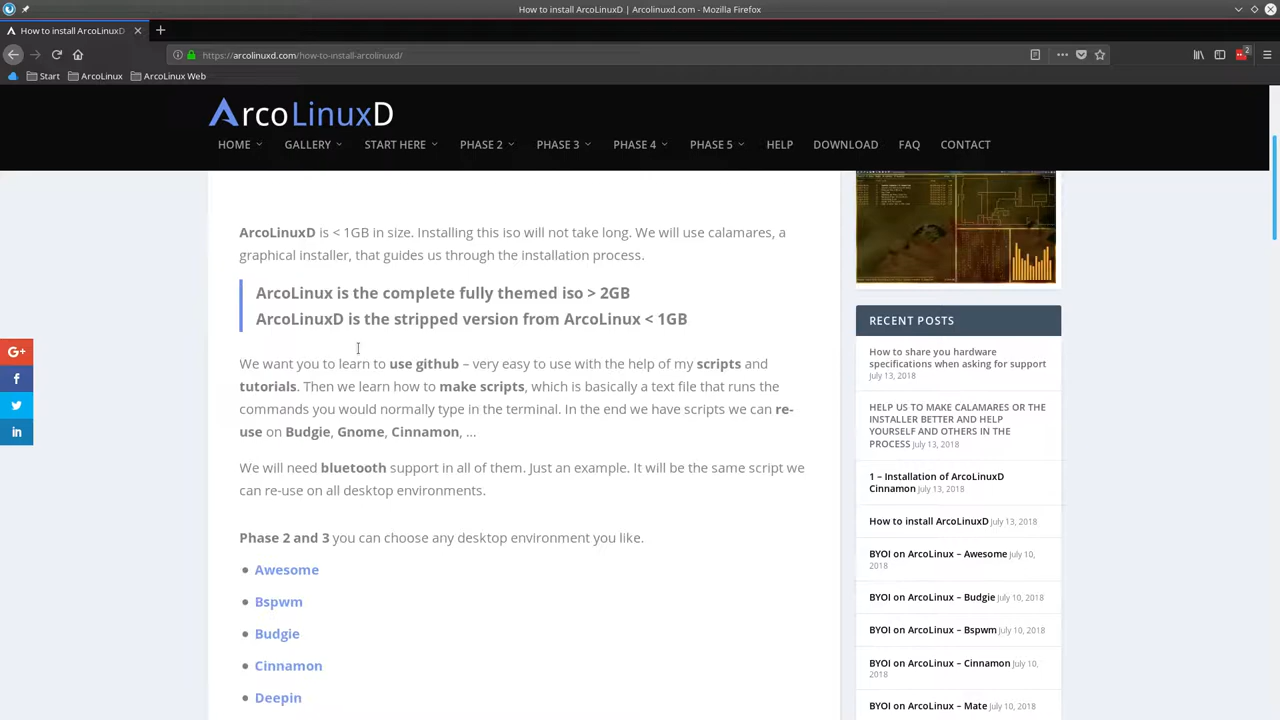 How to install ArcoLinuxD | Arcolinuxd.com - Mozilla Firefox
How to install ArcoLinuxD
https://arcolinuxd.com/how-to-install-arcolinuxd/
Start
ArcoLinux
ArcoLinux Web
2
ArcoLinuxD
HOME
GALLERY
START HERE
PHASE 2
PHASE 3
PHASE 4
PHASE 5
HELP
DOWNLOAD
FAQ
CONTACT
ArcoLinuxD is < 1GB in size. Installing this iso will not take long. We will use calamares, a
graphical installer, that guides us through the installation process.
ArcoLinux is the complete fully themed iso > 2GB
ArcoLinuxD is the stripped version from ArcoLinux < 1GB
We want you to learn to use github – very easy to use with the help of my scripts and
tutorials. Then we learn how to make scripts, which is basically a text file that runs the
commands you would normally type in the terminal. In the end we have scripts we can re-
use on Budgie, Gnome, Cinnamon, …
We will need bluetooth support in all of them. Just an example. It will be the same script we
can re-use on all desktop environments.
Phase 2 and 3 you can choose any desktop environment you like.
Awesome
Bspwm
Budgie
Cinnamon
Deepin
G+
f
in
RECENT POSTS
How to share you hardware
specifications when asking for support
July 13, 2018
HELP US TO MAKE CALAMARES OR THE
INSTALLER BETTER AND HELP
YOURSELF AND OTHERS IN THE
PROCESS July 13, 2018
1 – Installation of ArcoLinuxD
Cinnamon July 13, 2018
How to install ArcoLinuxD July 13, 2018
BYOI on ArcoLinux – Awesome July 10,
2018
BYOI on ArcoLinux – Budgie July 10, 2018
BYOI on ArcoLinux – Bspwm July 10, 2018
BYOI on ArcoLinux – Cinnamon July 10,
2018
BYOI on ArcoLinux – Mate July 10, 2018